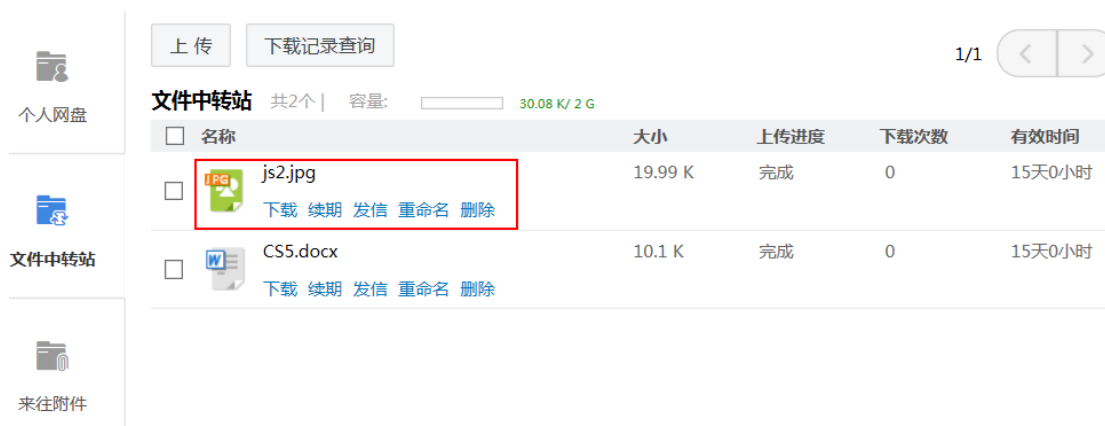 上 传 下载记录查询
1/1
个人网盘
文件中转站 共2个 | 容量: 30.08 K/ 2 G
名称 大小 上传进度 下载次数 有效时间
JPG js2.jpg 19.99 K 完成 0 15天0小时
下载 续期 发信 重命名 删除
文件中转站
W CS5.docx 10.1 K 完成 0 15天0小时
下载 续期 发信 重命名 删除
来往附件